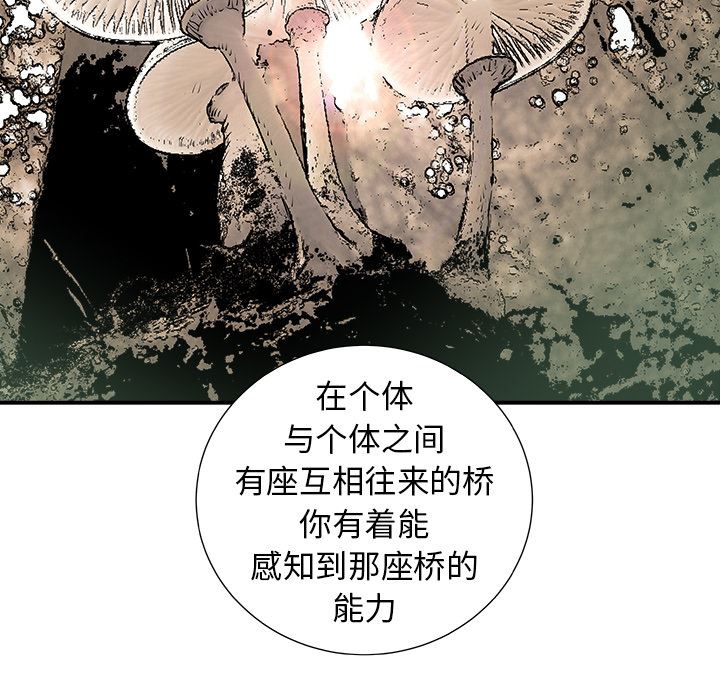 在个体
与个体之间
有座互相往来的桥
你有着能
感知到那座桥的
能力